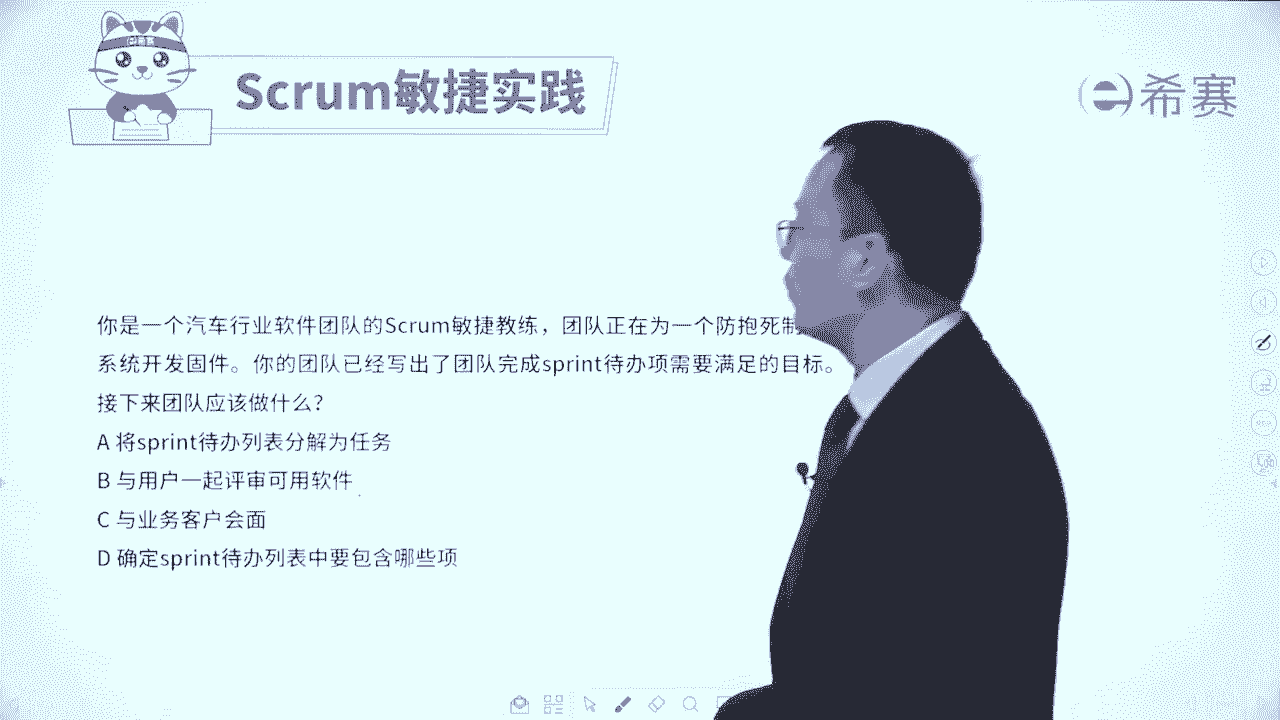 Scrum敏捷实践
希赛
你是一个汽车行业软件团队的Scrum敏捷教练，团队正在为一个防抱死制
系统开发固件。你的团队已经写出了团队完成sprint待办项需要满足的目标。
接下来团队应该做什么？
A 将sprint待办列表分解为任务
B 与用户一起评审可用软件
C 与业务客户会面
D 确定sprint待办列表中要包含哪些项